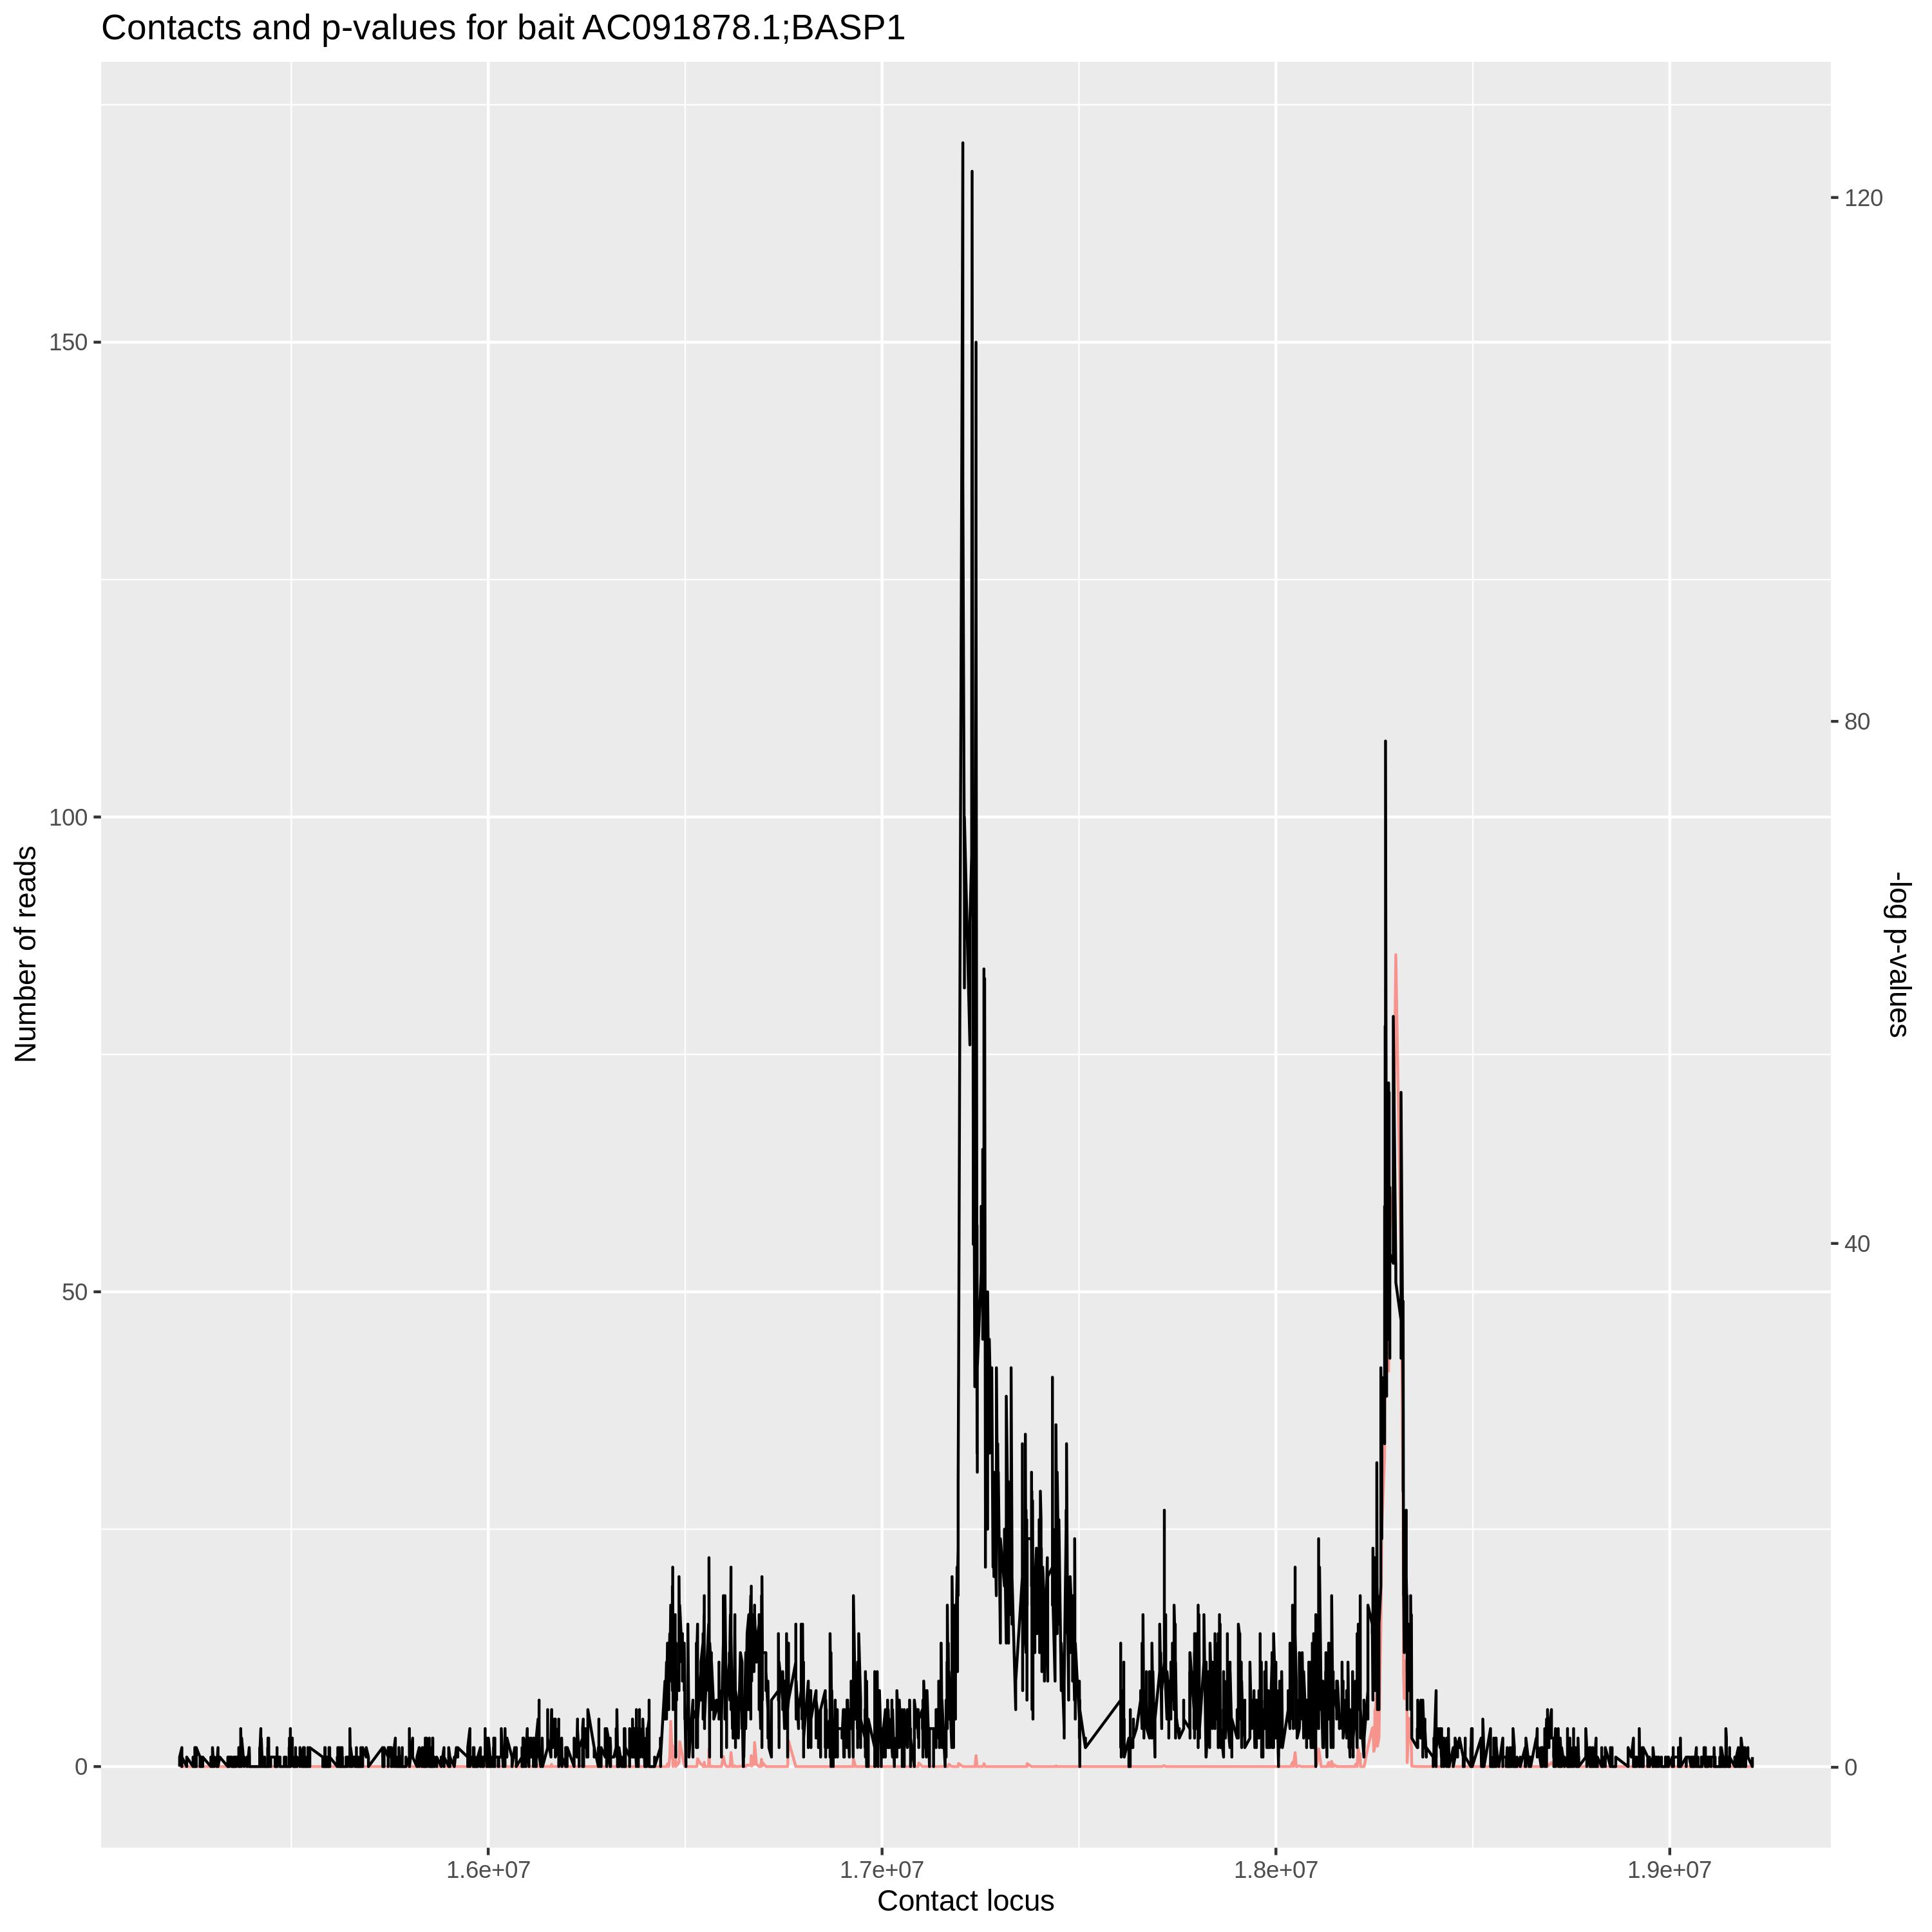 Contacts and p-values for bait AC091878.1;BASP1
150
100
50
0
120
80
40
0
Number of reads
-log p-values
1.6e+07
1.7e+07
1.8e+07
1.9e+07
Contact locus